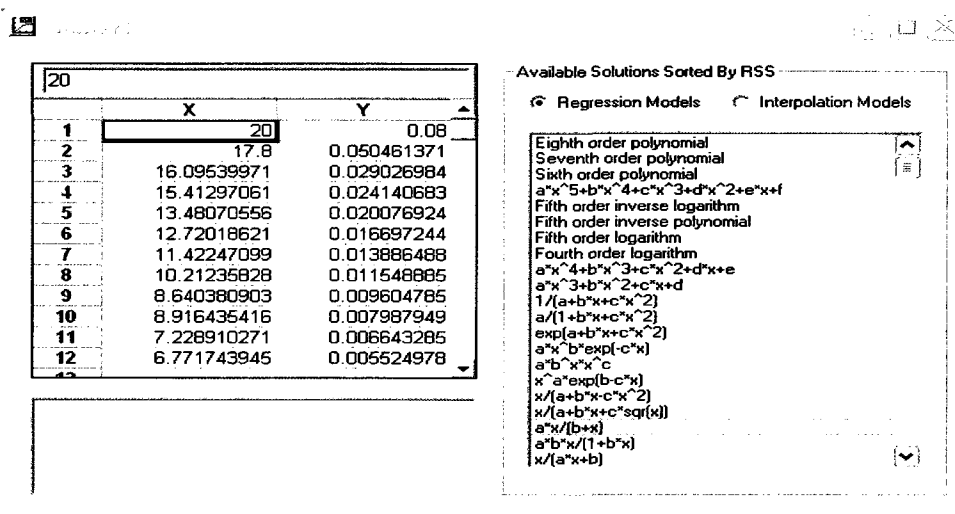 20
X Y
1 20 0.08
2 17.8 0.050461371
3 16.09539971 0.029026984
4 15.41297061 0.024140683
5 13.48070556 0.020076924
6 12.72018621 0.016697244
7 11.42247099 0.013886488
8 10.21235828 0.011548885
9 8.640380903 0.009604785
10 8.916435416 0.007987949
11 7.228910271 0.006643285
12 6.771743945 0.005524978
Available Solutions Sorted By RSS
Regression Models Interpolation Models
Eighth order polynomial
Seventh order polynomial
Sixth order polynomial
a*x^5+b*x^4+c*x^3+d*x^2+e*x+f
Fifth order inverse logarithm
Fifth order inverse polynomial
Fifth order logarithm
Fourth order logarithm
a*x^4+b*x^3+c*x^2+d*x+e
a*x^3+b*x^2+c*x+d
1/(a+b*x+c*x^2)
a/(1+b*x+c*x^2)
exp(a+b*x+c*x^2)
a*x^b*exp(-c*x)
a*b^x*x^c
x^a*exp(b-c*x)
x/(a+b*x-c*x^2)
x/(a+b*x+c*sqr(x))
a*x/(b+x)
a*b*x/(1+b*x)
x/(a*x+b)